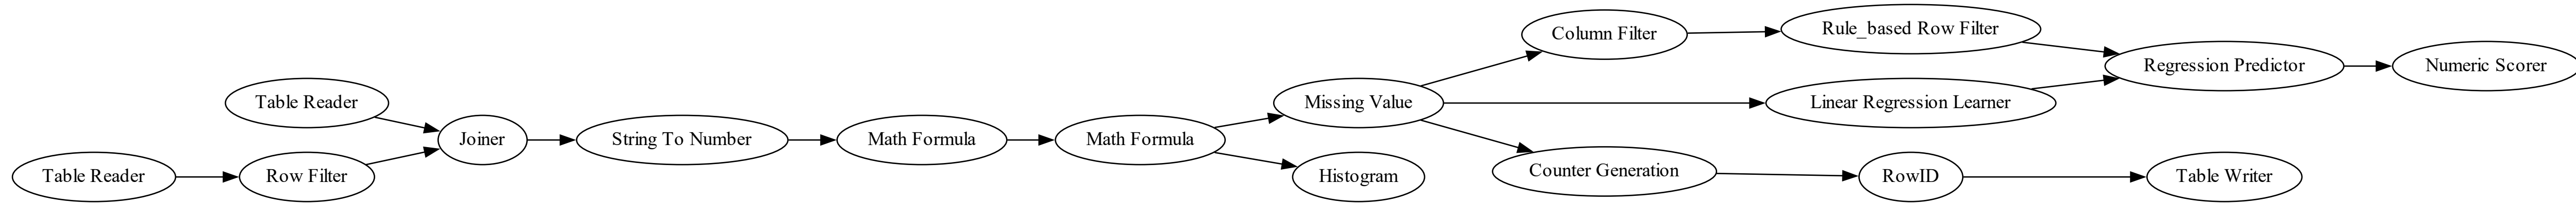 Table Reader
Table Reader
Row Filter
Joiner
String To Number
Math Formula
Math Formula
Missing Value
Histogram
Column Filter
Rule_based Row Filter
Linear Regression Learner
Counter Generation
RowID
Table Writer
Regression Predictor
Numeric Scorer